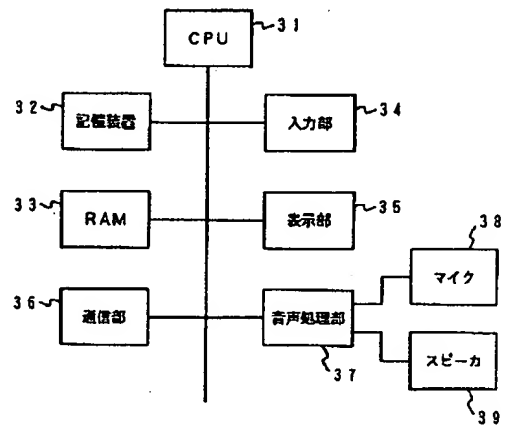 31
CPU
32
記憶装置
34
入力部
33
RAM
35
表示部
38
マイク
36
通信部
音声処理部
37
スピーカ
39